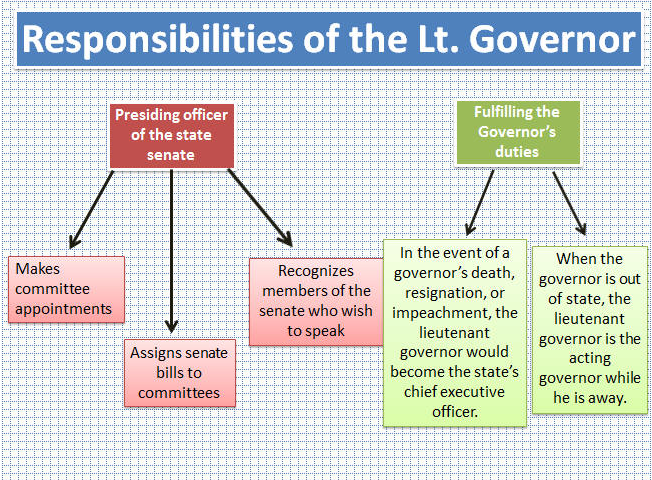 Responsibilities of the Lt. Governor
Presiding officer
of the state
senate
Fulfilling the
Governor's
duties
Makes
committee
appointments
Assigns senate
bills to
committees
Recognizes
members of the
senate who wish
to speak
In the event of a
governor's death,
resignation, or
impeachment, the
lieutenant
governor would
become the state's
chief executive
officer.
When the
governor is out
of state, the
lieutenant
governor is the
acting
governor while
he is away.